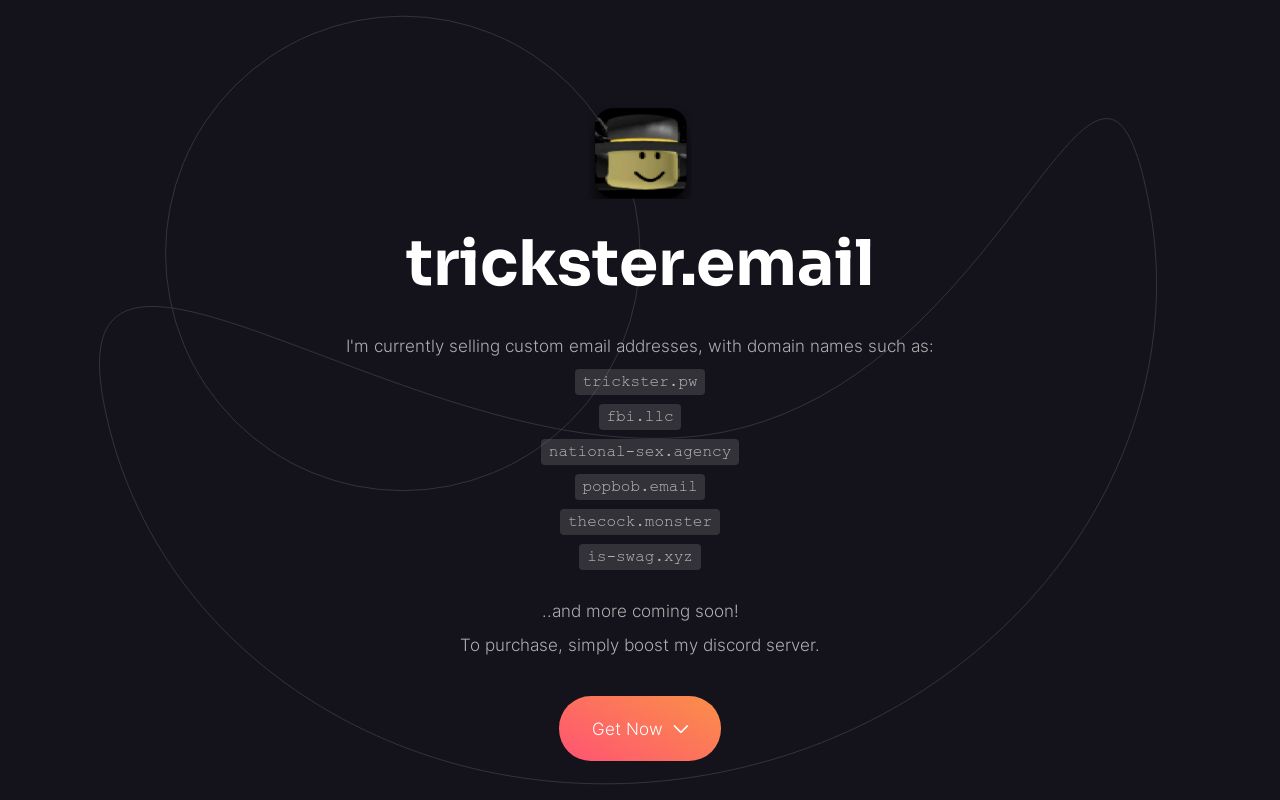 trickster.email
I'm currently selling custom email addresses, with domain names such as:
trickster.pw
fbi.llc
national-sex.agency
popbob.email
thecock.monster
is-swag.xyz
..and more coming soon!
To purchase, simply boost my discord server.
Get Now